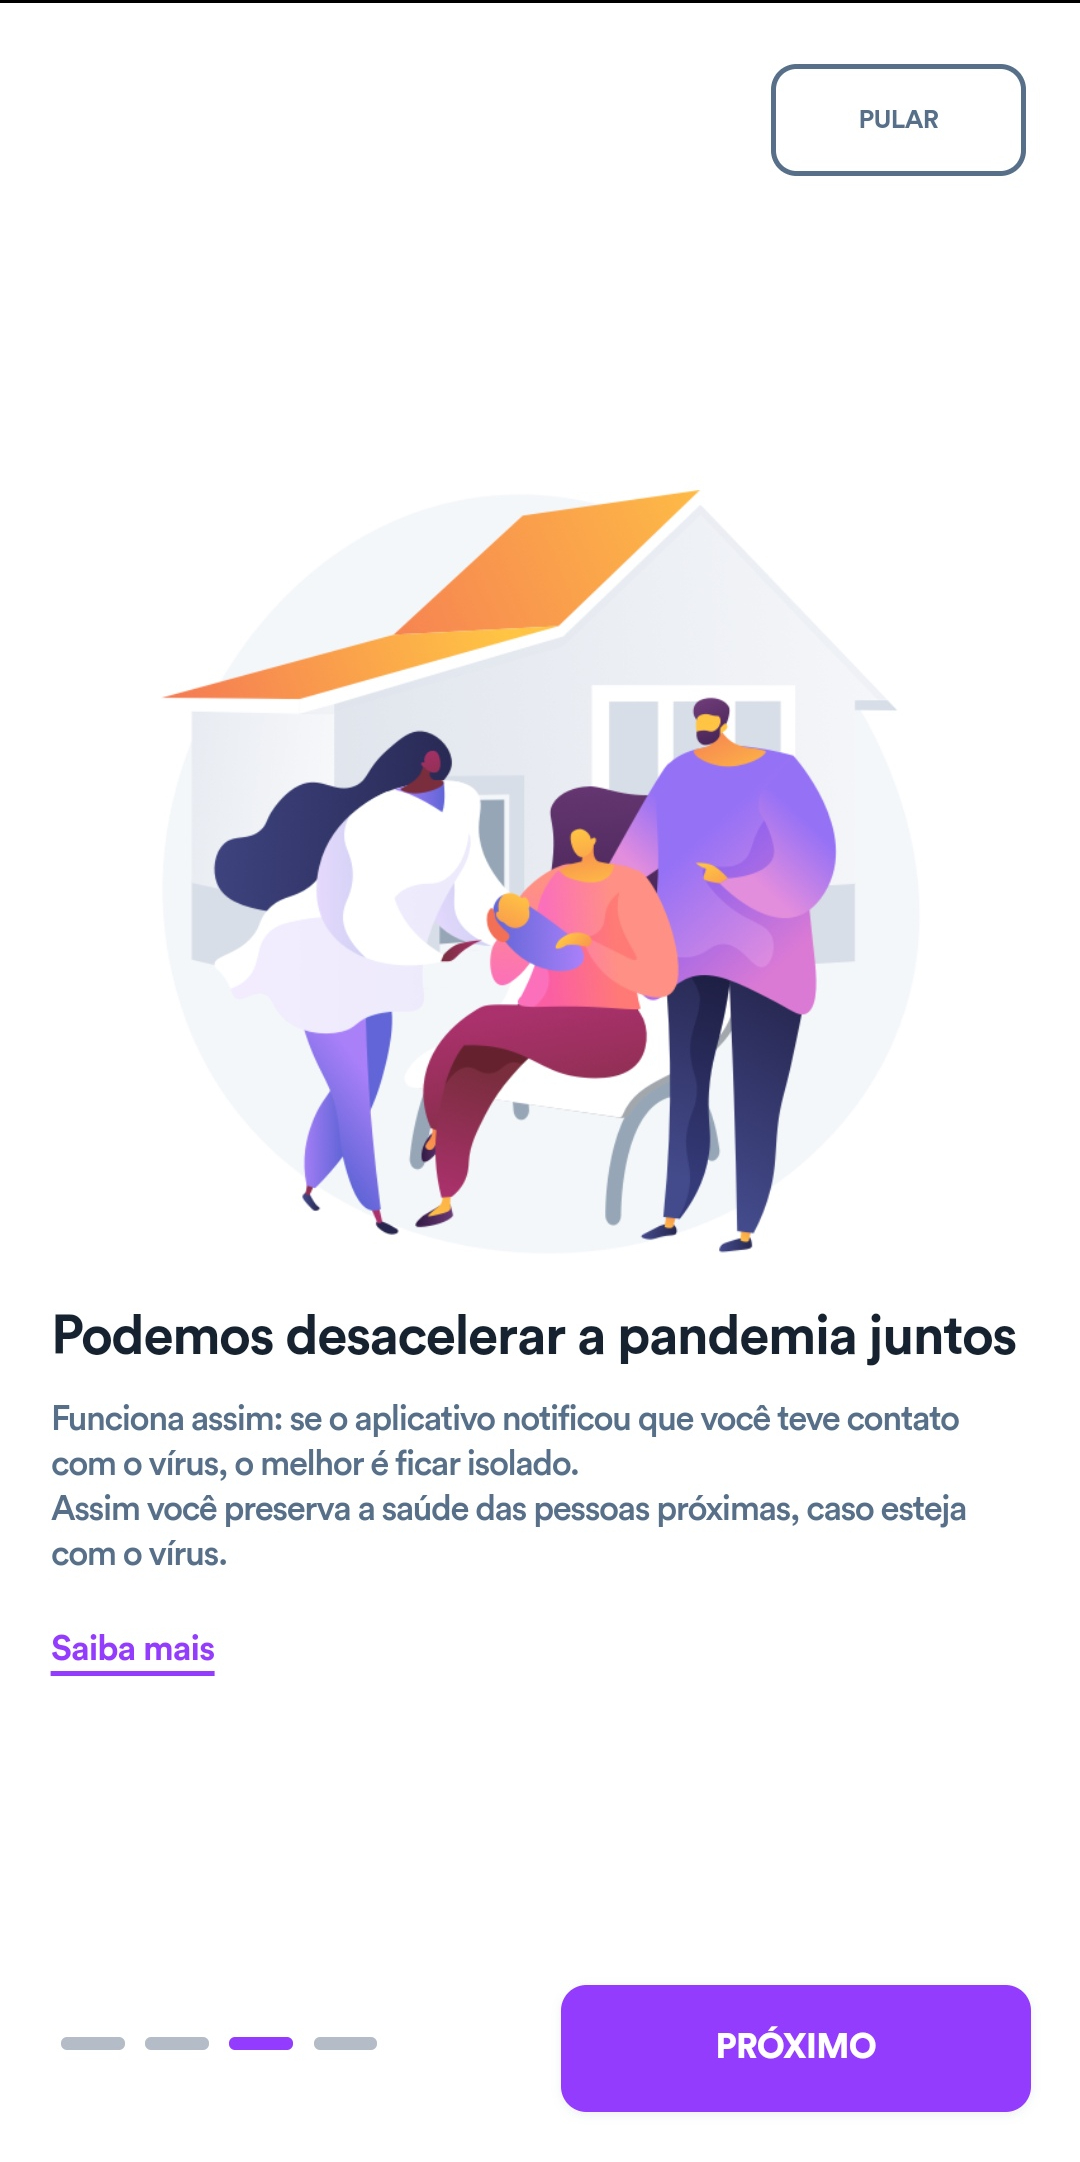 PULAR
Podemos desacelerar a pandemia juntos
Funciona assim: se o aplicativo notificou que você teve contato
com o vírus, o melhor é ficar isolado.
Assim você preserva a saúde das pessoas próximas, caso esteja
com o vírus.
Saiba mais
PRÓXIMO